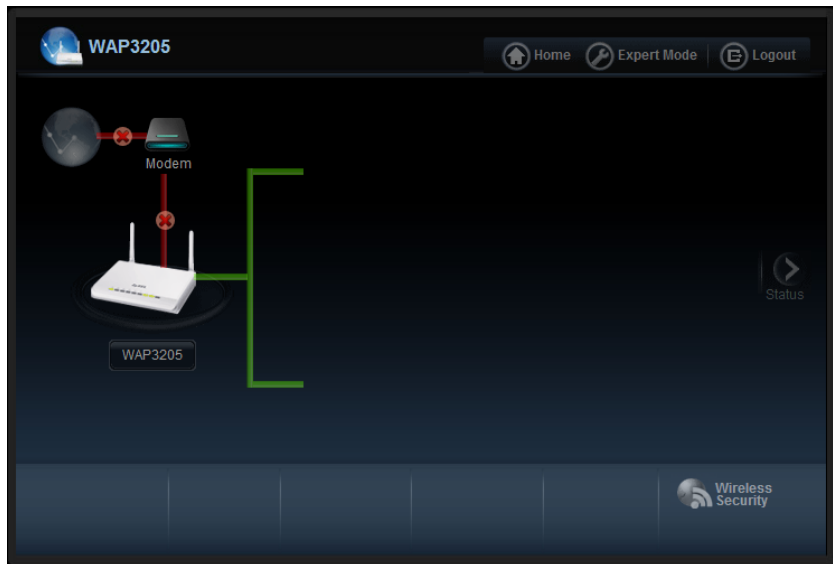 WAP3205
Home
Expert Mode
Logout
Modem
Status
WAP3205
Wireless
Security